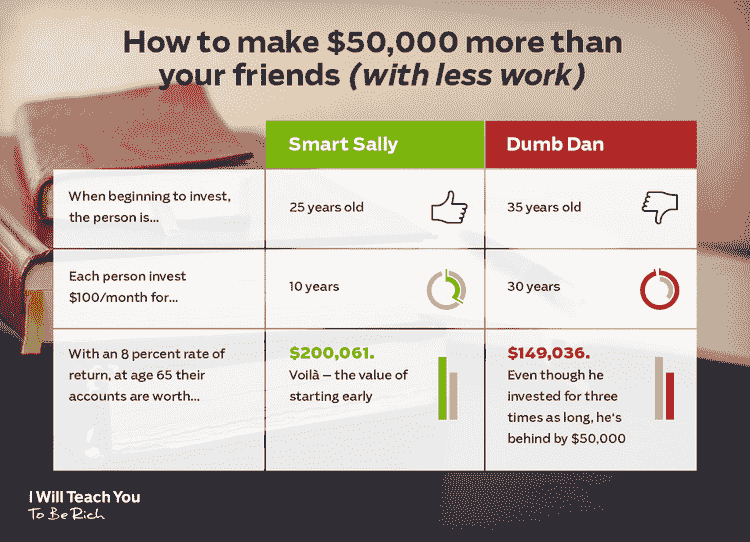 How to make $50,000 more than
your friends (with less work)
Smart Sally
Dumb Dan
When beginning to invest,
the person is...
25 years old
35 years old
Each person invest
$100/month for...
10 years
30 years
With an 8 percent rate of
return, at age 65 their
accounts are worth...
$200,061.
Voilà – the value of
starting early
$149,036.
Even though he
invested for three
times as long, he's
behind by $50,000
I Will Teach You
To Be Rich